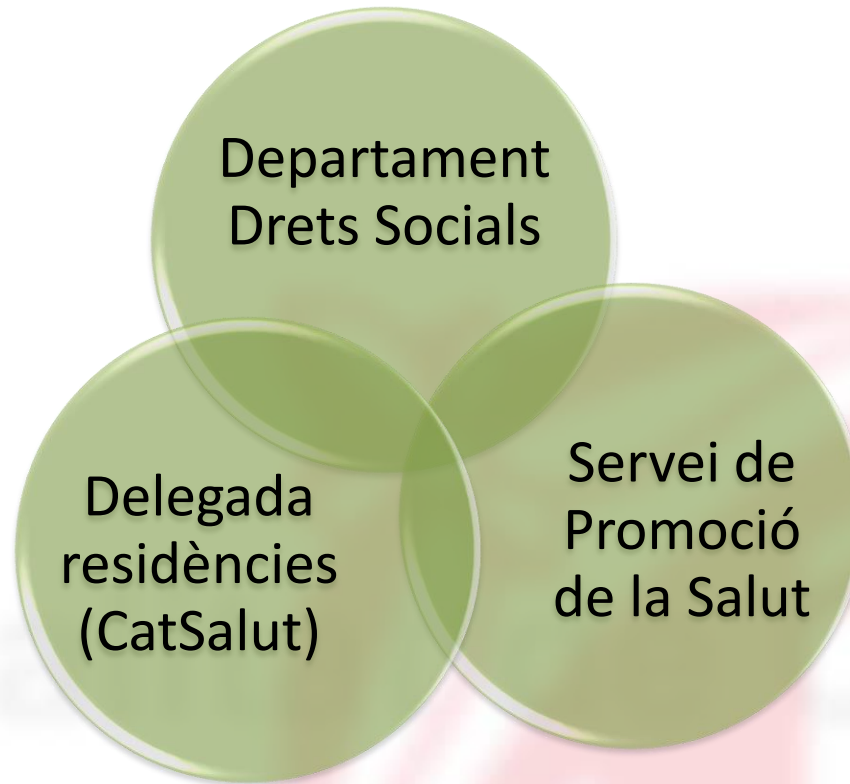 Departament
Drets Socials
Delegada
residències
(CatSalut)
Servei de
Promoció
de la Salut